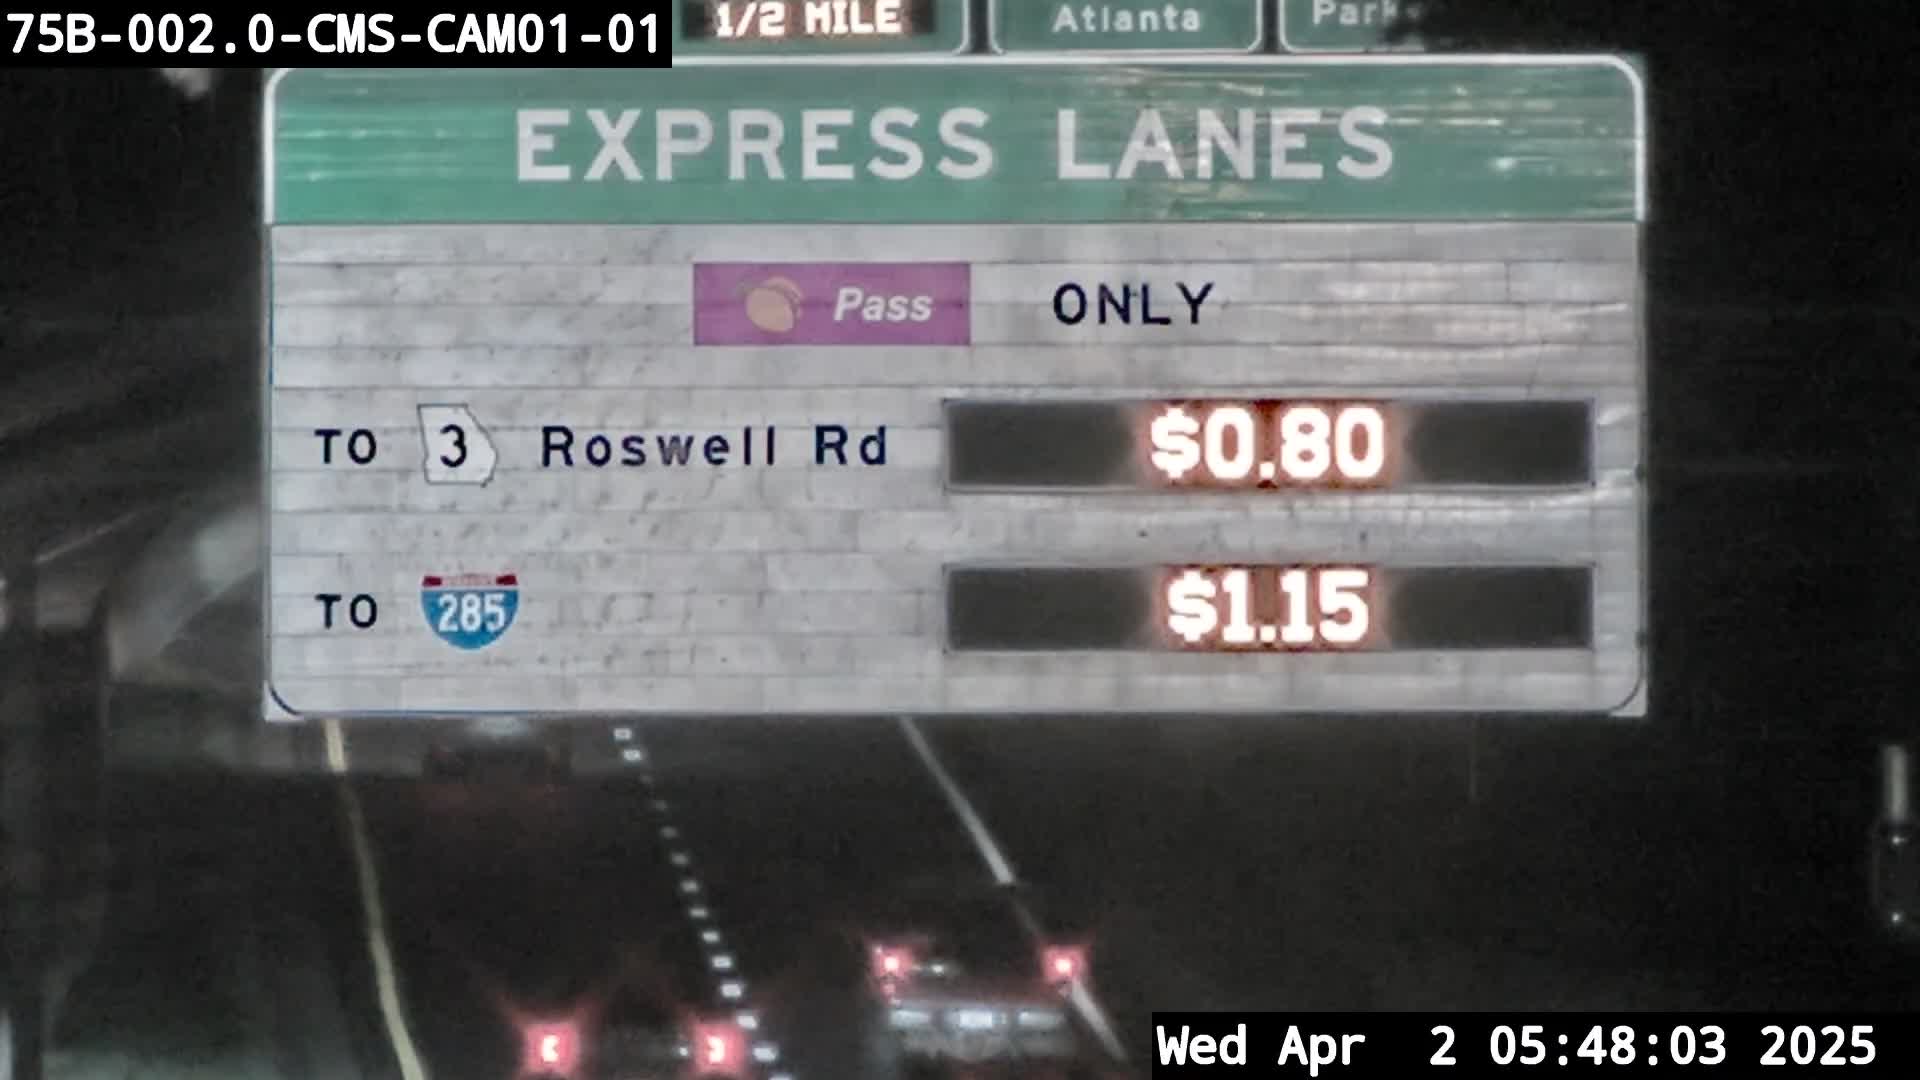 75B-002.0-CMS-CAM01-01
1/2 MILE
Atlanta
Park
EXPRESS LANES
Pass ONLY
TO 3 Roswell Rd $0.80
TO 285 $1.15
Wed Apr 2 05:48:03 2025